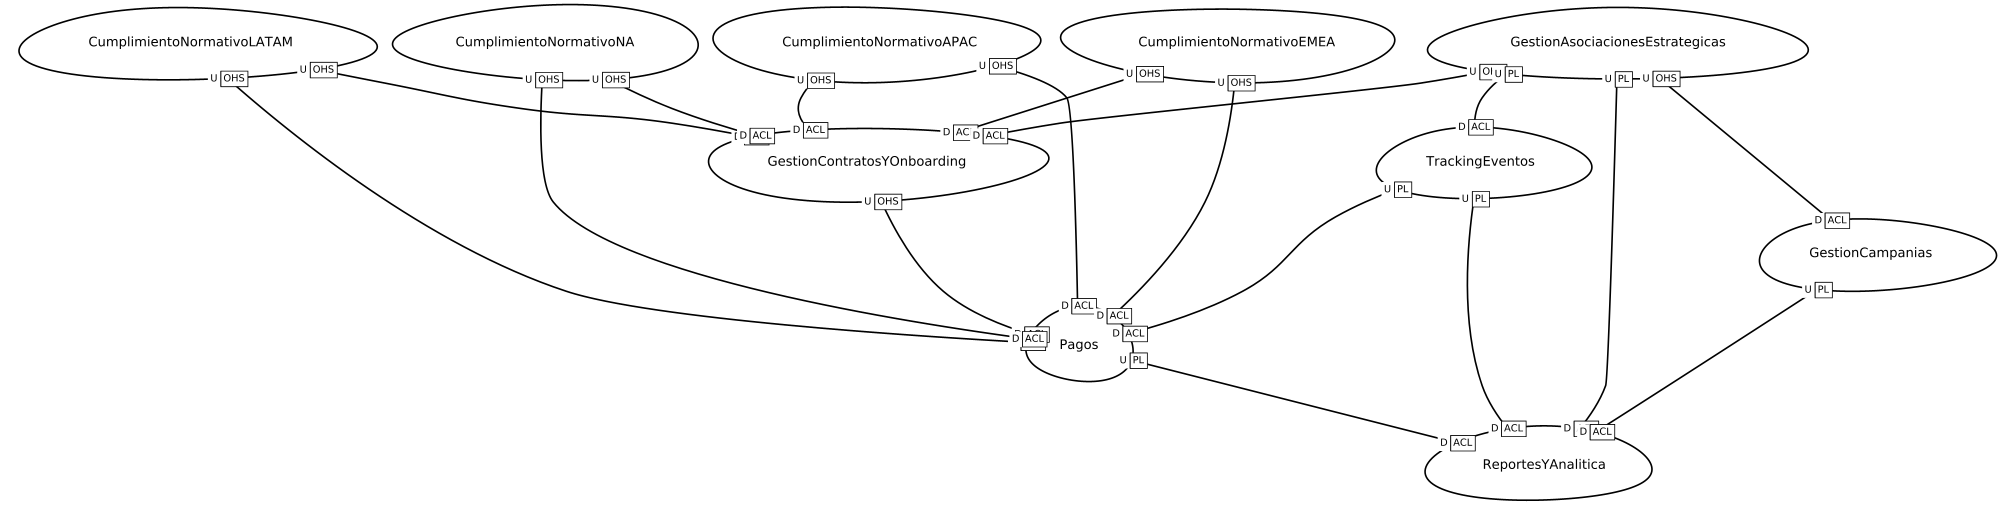 CumplimientoNormativoLATAM
CumplimientoNormativoNA
CumplimientoNormativoAPAC
CumplimientoNormativoEMEA
GestionAsociacionesEstrategicas
U OHS
U OHS
U OHS
U OHS
U OHS
U OHS
U OHS
U OHS
U
U PL
U PL
U OHS
D ACL
D ACL
D
D ACL
D ACL
GestionContratosYOnboarding
TrackingEventos
U PL
U PL
U OHS
D ACL
GestionCampanias
U PL
D ACL
D ACL
D ACL
D ACL
Pagos
U PL
D ACL
D ACL
D
D ACL
ReportesYAnalitica